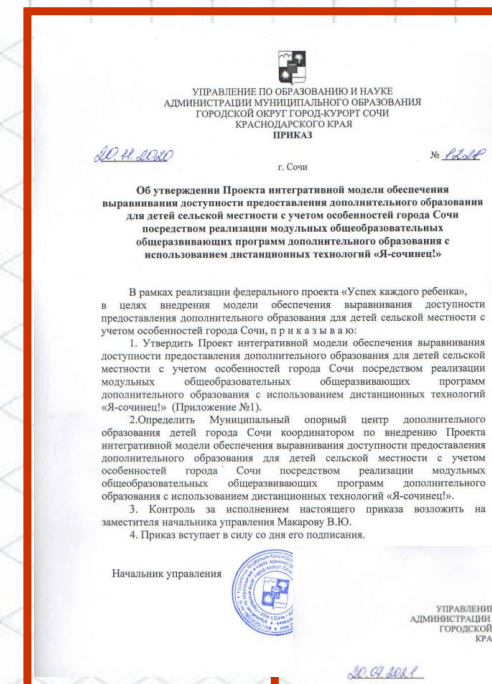 УПРАВЛЕНИЕ ПО ОБРАЗОВАНИЮ И НАУКЕ
АДМИНИСТРАЦИИ МУНИЦИПАЛЬНОГО ОБРАЗОВАНИЯ
ГОРОДСКОЙ ОКРУГ ГОРОД-КУРОРТ СОЧИ
КРАСНОДАРСКОГО КРАЯ
ПРИКАЗ
20.11.2020 № 1228
г. Сочи
Об утверждении Проекта интегративной модели обеспечения
выравнивания доступности предоставления дополнительного образования
для детей сельской местности с учетом особенностей города Сочи
посредством реализации модульных общеобразовательных
общеразвивающих программ дополнительного образования с
использованием дистанционных технологий «Я-сочинец!»
В рамках реализации федерального проекта «Успех каждого ребенка»,
в целях внедрения модели обеспечения выравнивания доступности
предоставления дополнительного образования для детей сельской местности с
учетом особенностей города Сочи, п р и к а з ы в а ю:
1. Утвердить Проект интегративной модели обеспечения выравнивания
доступности предоставления дополнительного образования для детей сельской
местности с учетом особенностей города Сочи посредством реализации
модульных общеобразовательных общеразвивающих программ
дополнительного образования с использованием дистанционных технологий
«Я-сочинец!» (Приложение №1).
2.Определить Муниципальный опорный центр дополнительного
образования детей города Сочи координатором по внедрению Проекта
интегративной модели обеспечения выравнивания доступности предоставления
дополнительного образования для детей сельской местности с учетом
особенностей города Сочи посредством реализации модульных
общеобразовательных общеразвивающих программ дополнительного
образования с использованием дистанционных технологий «Я-сочинец!».
3. Контроль за исполнением настоящего приказа возложить на
заместителя начальника управления Макарову В.Ю.
4. Приказ вступает в силу со дня его подписания.
Начальник управления
УПРАВЛЕНИЕ
АДМИНИСТРАЦИИ
ГОРОДСКОЙ
КРА
20.07.2021